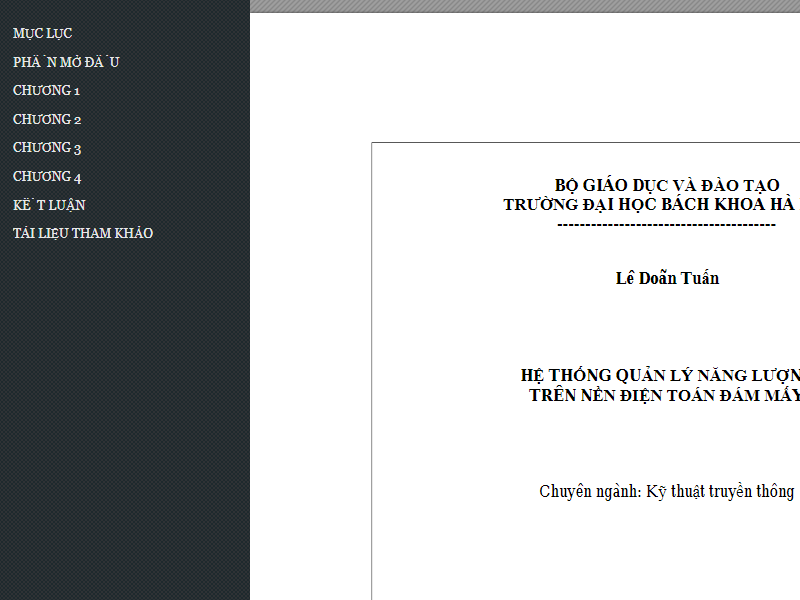 MỤC LỤC
PHẦN MỞ ĐẦU
CHƯƠNG 1
CHƯƠNG 2
CHƯƠNG 3
CHƯƠNG 4
KẾT LUẬN
TÀI LIỆU THAM KHẢO
BỘ GIÁO DỤC VÀ ĐÀO TẠO
TRƯỜNG ĐẠI HỌC BÁCH KHOA HÀ
---------------------------------------
Lê Doãn Tuấn
HỆ THỐNG QUẢN LÝ NĂNG LƯỢN
TRÊN NỀN ĐIỆN TOÁN ĐÁM MẤY
Chuyên ngành: Kỹ thuật truyền thông